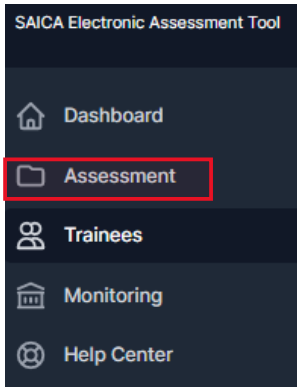 SAICA Electronic Assessment Tool
Dashboard
Assessment
Trainees
Monitoring
Help Center